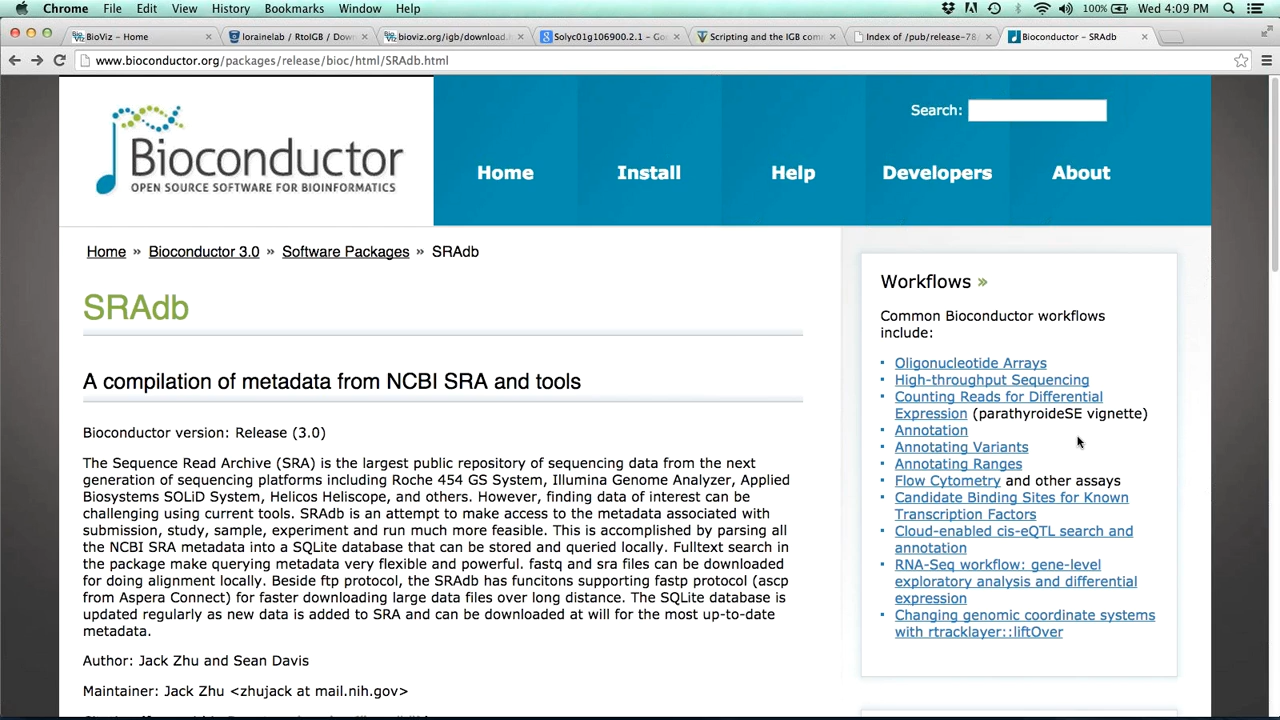 Chrome File Edit View History Bookmarks Window Help 100% Wed 4:09 PM
BioViz - Home
lorainelab / RtoIGB / Down
bioviz.org/igb/download.
Solyc01g106900.2.1 - Goo
Scripting and the IGB com
Index of /pub/release-78
Bioconductor - SRAdb
www.bioconductor.org/packages/release/bioc/html/SRAdb.html
Bioconductor
OPEN SOURCE SOFTWARE FOR BIOINFORMATICS
Search:
Home Install Help Developers About
Home » Bioconductor 3.0 » Software Packages » SRAdb
SRAdb
A compilation of metadata from NCBI SRA and tools
Bioconductor version: Release (3.0)
The Sequence Read Archive (SRA) is the largest public repository of sequencing data from the next
generation of sequencing platforms including Roche 454 GS System, Illumina Genome Analyzer, Applied
Biosystems SOLiD System, Helicos Heliscope, and others. However, finding data of interest can be
challenging using current tools. SRAdb is an attempt to make access to the metadata associated with
submission, study, sample, experiment and run much more feasible. This is accomplished by parsing all
the NCBI SRA metadata into a SQLite database that can be stored and queried locally. Fulltext search in
the package make querying metadata very flexible and powerful. fastq and sra files can be downloaded
for doing alignment locally. Beside ftp protocol, the SRAdb has funcitons supporting fastp protocol (ascp
from Aspera Connect) for faster downloading large data files over long distance. The SQLite database is
updated regularly as new data is added to SRA and can be downloaded at will for the most up-to-date
metadata.
Author: Jack Zhu and Sean Davis
Maintainer: Jack Zhu <zhujack at mail.nih.gov>
Workflows »
Common Bioconductor workflows
include:
Oligonucleotide Arrays
High-throughput Sequencing
Counting Reads for Differential
Expression (parathyroideSE vignette)
Annotation
Annotating Variants
Annotating Ranges
Flow Cytometry and other assays
Candidate Binding Sites for Known
Transcription Factors
Cloud-enabled cis-eQTL search and
annotation
RNA-Seq workflow: gene-level
exploratory analysis and differential
expression
Changing genomic coordinate systems
with rtracklayer::liftOver